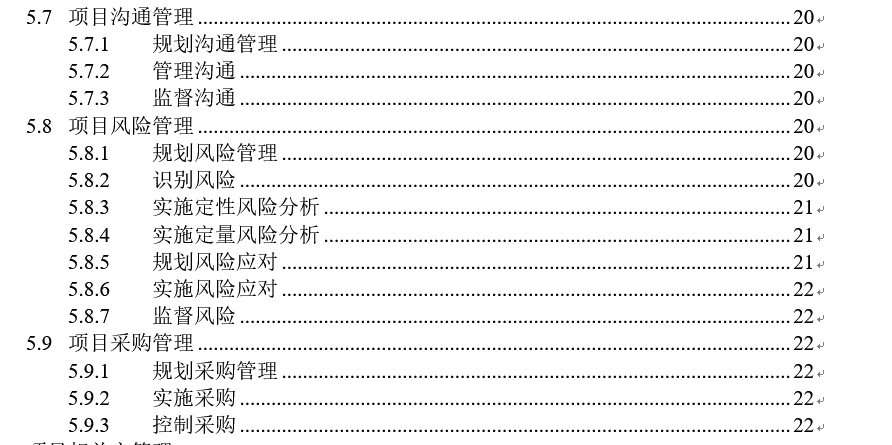 5.7 项目沟通管理 20
5.7.1 规划沟通管理 20
5.7.2 管理沟通 20
5.7.3 监督沟通 20
5.8 项目风险管理 20
5.8.1 规划风险管理 20
5.8.2 识别风险 20
5.8.3 实施定性风险分析 21
5.8.4 实施定量风险分析 21
5.8.5 规划风险应对 21
5.8.6 实施风险应对 22
5.8.7 监督风险 22
5.9 项目采购管理 22
5.9.1 规划采购管理 22
5.9.2 实施采购 22
5.9.3 控制采购 22